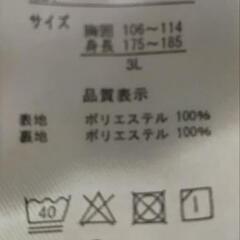 サイズ 胸囲 106～114
身長 175～185
3L
品質表示
表地 ポリエステル 100%
裏地 ポリエステル 100%
40